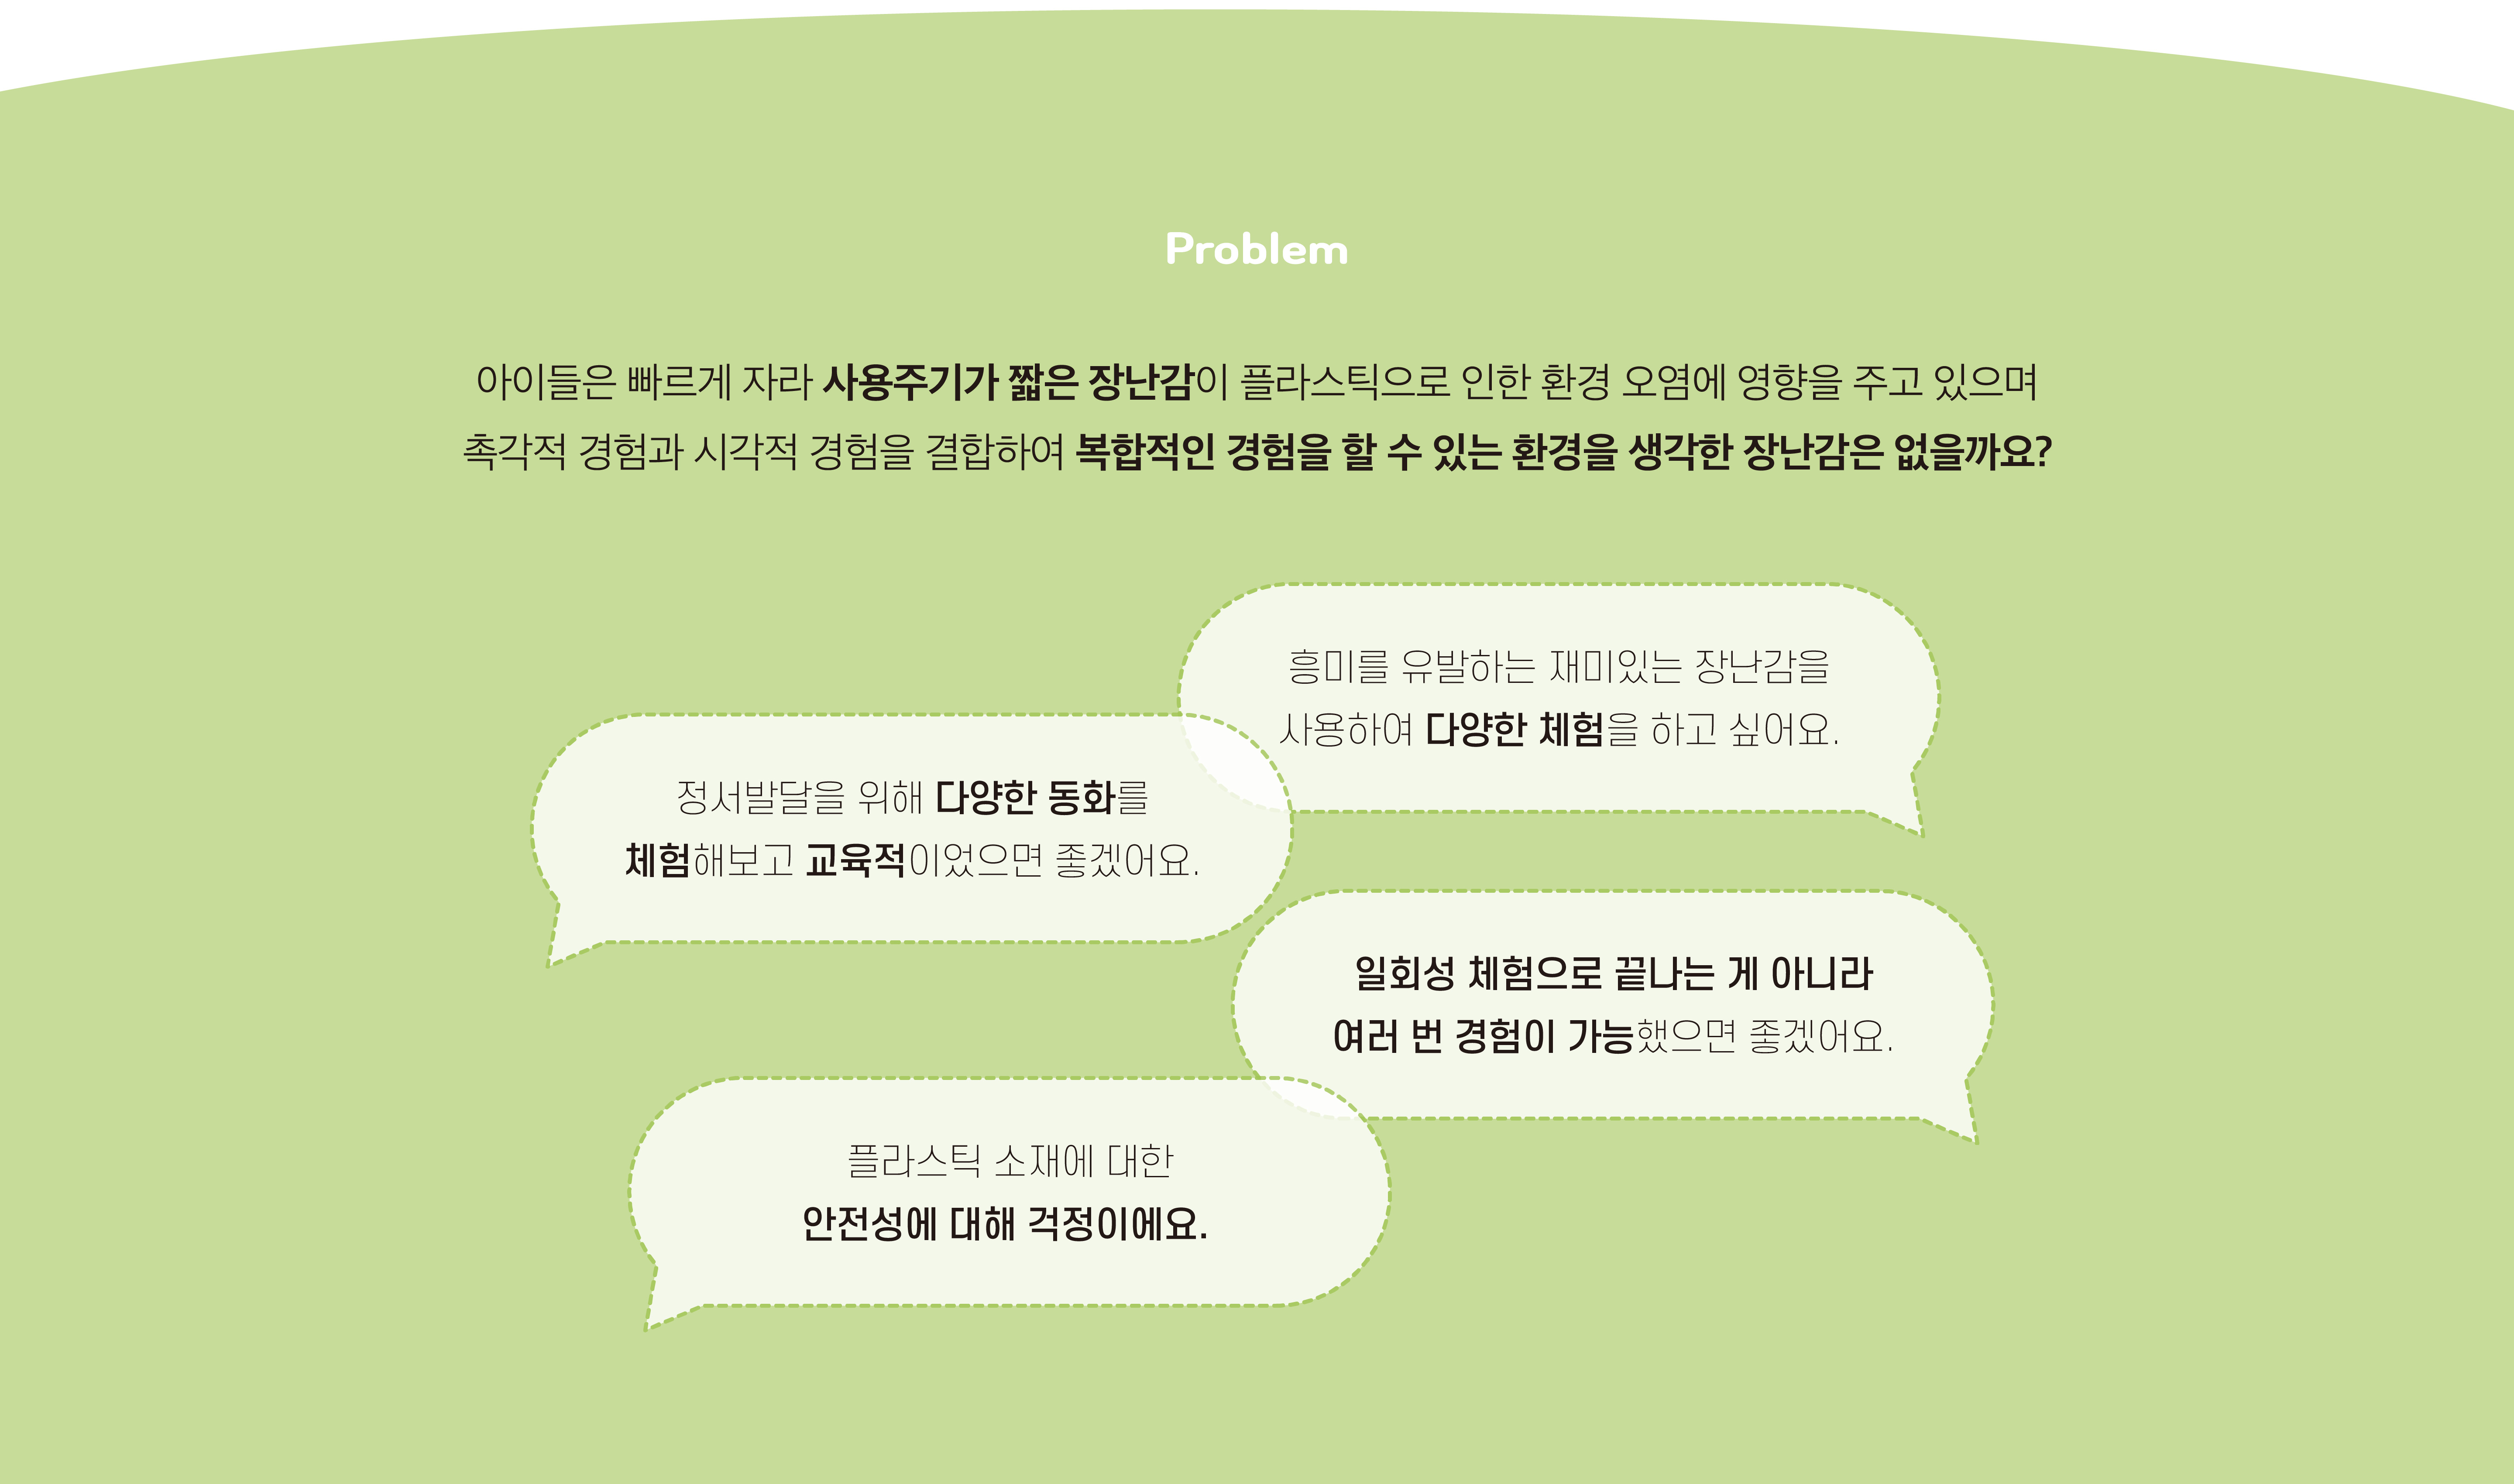 Problem
아이들은 빠르게 자라 사용주기가 짧은 장난감이 플라스틱으로 인한 환경 오염에 영향을 주고 있으며
촉각적 경험과 시각적 경험을 결합하여 복합적인 경험을 할 수 있는 환경을 생각한 장난감은 없을까요?
흥미를 유발하는 재미있는 장난감을
사용하여 다양한 체험을 하고 싶어요.
정서발달을 위해 다양한 동화를
체험해보고 교육적이었으면 좋겠어요.
일회성 체험으로 끝나는 게 아니라
여러 번 경험이 가능했으면 좋겠어요.
플라스틱 소재에 대한
안전성에 대해 걱정이에요.